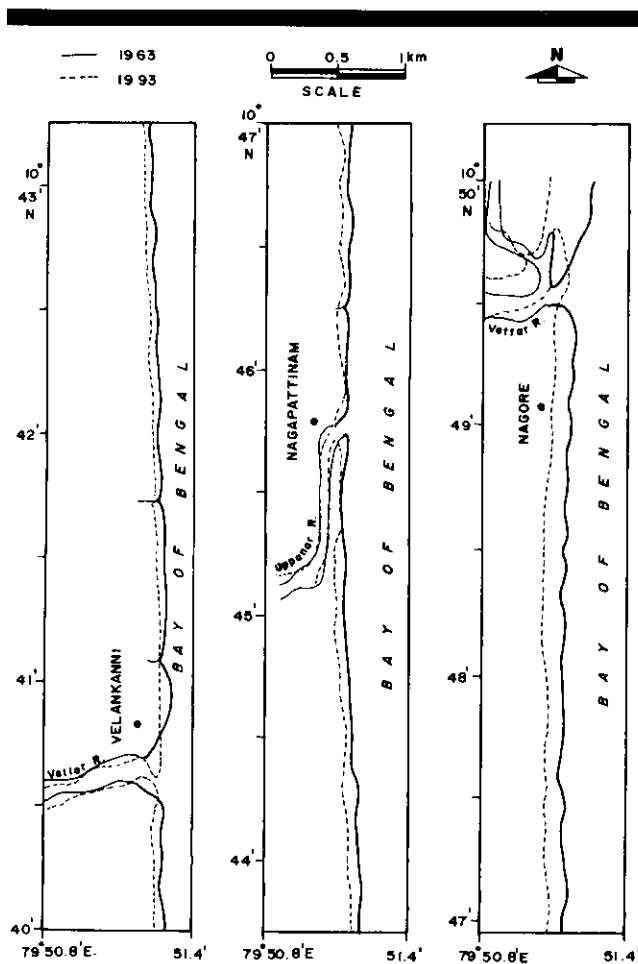 1963
1993
0 0.5 1km
SCALE
N
10°
43'
N
42'
41'
40'
BAY OF BENGAL
VELANKANNI
Vellar R.
79°50.8'E.
51.4'
10°
47'
N
46'
45'
44'
NAGAPATTINAM
Uppanar R.
BAY OF BENGAL
79°50.8'E
51.4'
10°
50'
N
49'
48'
47'
Vettar R.
NAGORE
BAY OF BENGAL
79°50.8'E
51.4'